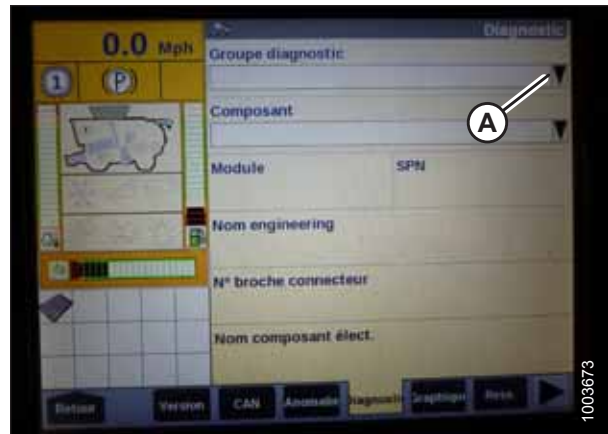 Diagnostic
0.0 Mph
Groupe diagnostic
1
P
A
Composant
Module
SPN
Nom engineering
N° broche connecteur
Nom composant élect.
Retour
Version
CAN
Anomalie
Diagnostic
Graphique
1003673